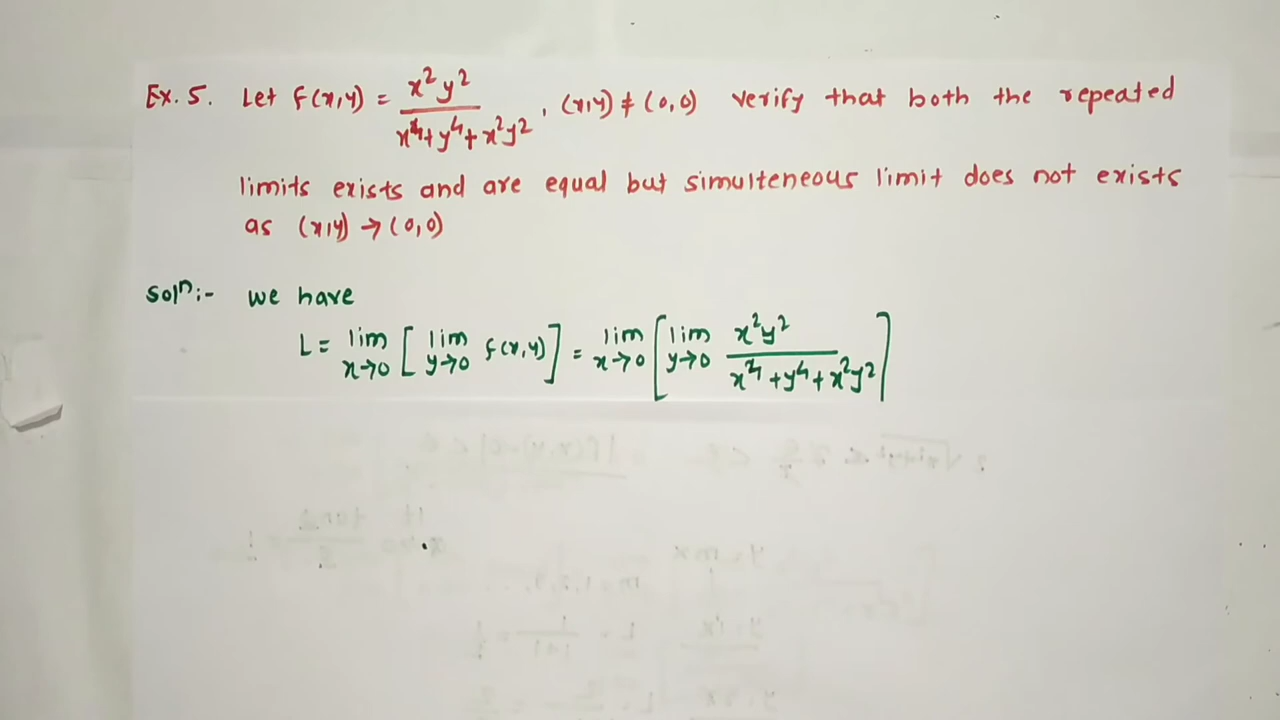 Ex. 5. Let f(x,y) = x²y² / x⁴+y⁴+x²y² , (x,y) ≠ (0,0) verify that both the repeated
limits exists and are equal but simulteneous limit does not exists
as (x,y) → (0,0)
Solⁿ:- we have
L = lim x→0 [ lim y→0 f(x,y) ] = lim x→0 [ lim y→0 x²y² / x⁴+y⁴+x²y² ]